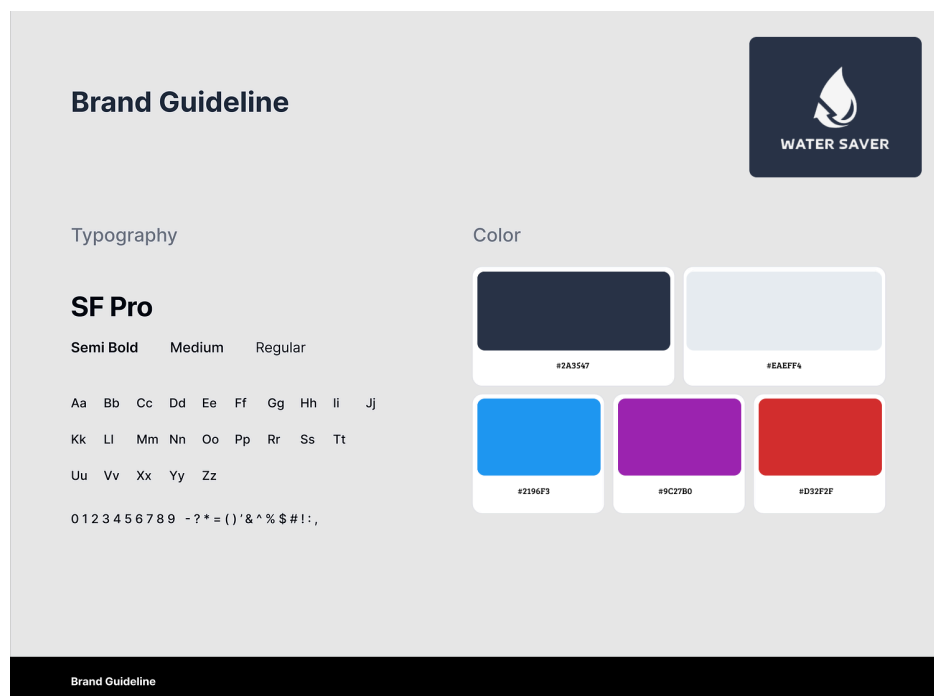 WATER SAVER
Brand Guideline
Typography
SF Pro
Semi Bold Medium Regular
Aa Bb Cc Dd Ee Ff Gg Hh Ii Jj
Kk Ll Mm Nn Oo Pp Rr Ss Tt
Uu Vv Xx Yy Zz
0 1 2 3 4 5 6 7 8 9 - ? * = ( ) ' & ^ % $ # ! : ,
Color
#2A3547
#EAEFF4
#2196F3
#9C27B0
#D32F2F
Brand Guideline